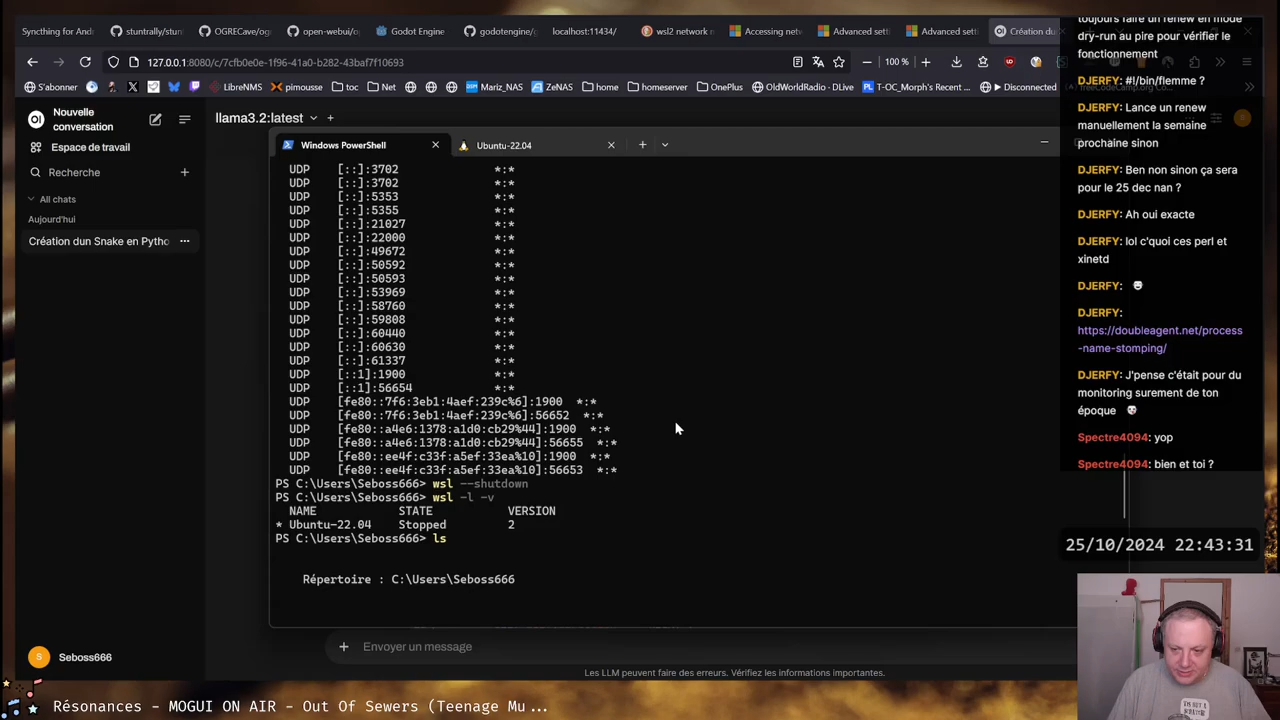 Syncthing for And
stuntrally/stun
OGRECave/ogr
open-webui/o
Godot Engine
godotengine/g
localhost:11434/
wsl2 network n
Accessing netw
Advanced sett
Advanced sett
Création du
127.0.0.1:8080/c/7cfb0e0e-1f96-41a0-b282-43baf7f10693
100 %
S'abonner
LibreNMS
pimousse
toc
Net
Mariz_NAS
ZeNAS
home
homeserver
OnePlus
OldWorldRadio - DLive
T-OC_Morph's Recent ...
Disconnected
Nouvelle
conversation
Espace de travail
Recherche
All chats
Aujourd'hui
Création dun Snake en Pytho
Seboss666
llama3.2:latest
Windows PowerShell
Ubuntu-22.04
UDP [::]:3702 *:*
UDP [::]:3702 *:*
UDP [::]:5353 *:*
UDP [::]:5355 *:*
UDP [::]:21027 *:*
UDP [::]:22000 *:*
UDP [::]:49672 *:*
UDP [::]:50592 *:*
UDP [::]:50593 *:*
UDP [::]:53969 *:*
UDP [::]:58760 *:*
UDP [::]:59808 *:*
UDP [::]:60440 *:*
UDP [::]:60630 *:*
UDP [::]:61337 *:*
UDP [::1]:1900 *:*
UDP [::1]:56654 *:*
UDP [fe80::7f6:3eb1:4aef:239c%6]:1900 *:*
UDP [fe80::7f6:3eb1:4aef:239c%6]:56652 *:*
UDP [fe80::a4e6:1378:a1d0:cb29%44]:1900 *:*
UDP [fe80::a4e6:1378:a1d0:cb29%44]:56655 *:*
UDP [fe80::ee4f:c33f:a5ef:33ea%10]:1900 *:*
UDP [fe80::ee4f:c33f:a5ef:33ea%10]:56653 *:*
PS C:\Users\Seboss666> wsl --shutdown
PS C:\Users\Seboss666> wsl -l -v
NAME STATE VERSION
* Ubuntu-22.04 Stopped 2
PS C:\Users\Seboss666> ls
Répertoire : C:\Users\Seboss666
Envoyer un message
Les LLM peuvent faire des erreurs. Vérifiez les informations importantes.
toujours faire un renew en mode
dry-run au pire pour vérifier le
fonctionnement
DJERFY: #!/bin/flemme ?
DJERFY: Lance un renew
manuellement la semaine
prochaine sinon
DJERFY: Ben non sinon ça sera
pour le 25 dec nan ?
DJERFY: Ah oui exacte
DJERFY: lol c'quoi ces perl et
xinetd
DJERFY:
DJERFY:
https://doubleagent.net/process
-name-stomping/
DJERFY: J'pense c'était pour du
monitoring surement de ton
époque
Spectre4094: yop
Spectre4094: bien et toi ?
25/10/2024 22:43:31
Résonances - MOGUI ON AIR - Out Of Sewers (Teenage Mu...